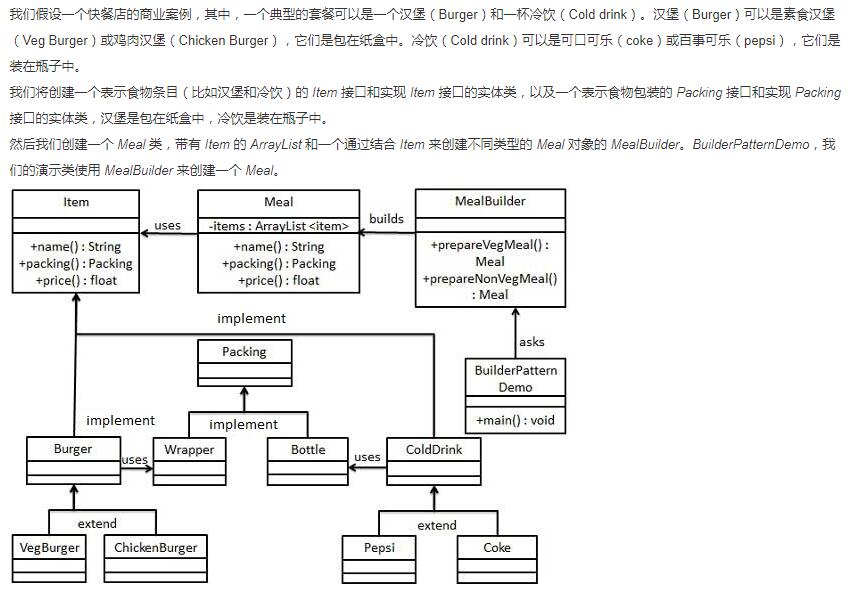 我们假设一个快餐店的商业案例，其中，一个典型的套餐可以是一个汉堡（Burger）和一杯冷饮（Cold drink）。汉堡（Burger）可以是素食汉堡
（Veg Burger）或鸡肉汉堡（Chicken Burger），它们是包在纸盒中。冷饮（Cold drink）可以是可口可乐（coke）或百事可乐（pepsi），它们是
装在瓶子中。
我们将创建一个表示食物条目（比如汉堡和冷饮）的 Item 接口和实现 Item 接口的实体类，以及一个表示食物包装的 Packing 接口和实现 Packing
接口的实体类，汉堡是包在纸盒中，冷饮是装在瓶子中。
然后我们创建一个 Meal 类，带有 Item 的 ArrayList 和一个通过结合 Item 来创建不同类型的 Meal 对象的 MealBuilder。BuilderPatternDemo，我
们的演示类使用 MealBuilder 来创建一个 Meal。
Item
+name() : String
+packing() : Packing
+price() : float
uses
Meal
-items : ArrayList <item>
+name() : String
+packing() : Packing
+price() : float
builds
MealBuilder
+prepareVegMeal() :
Meal
+prepareNonVegMeal()
: Meal
implement
asks
Packing
BuilderPattern
Demo
+main() : void
implement
implement
Burger
uses
Wrapper
Bottle
uses
ColdDrink
extend
extend
VegBurger
ChickenBurger
Pepsi
Coke